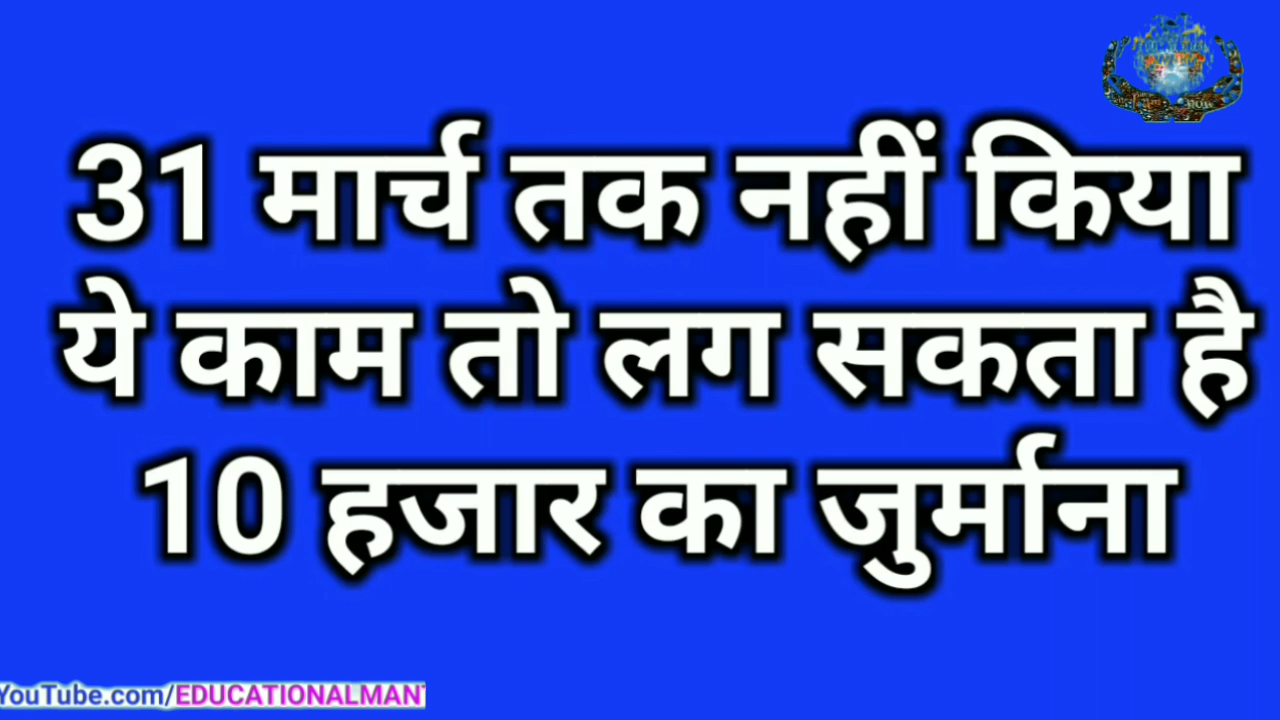 31 मार्च तक नहीं किया
ये काम तो लग सकता है
10 हजार का जुर्माना
YouTube.com/EDUCATIONALMAN